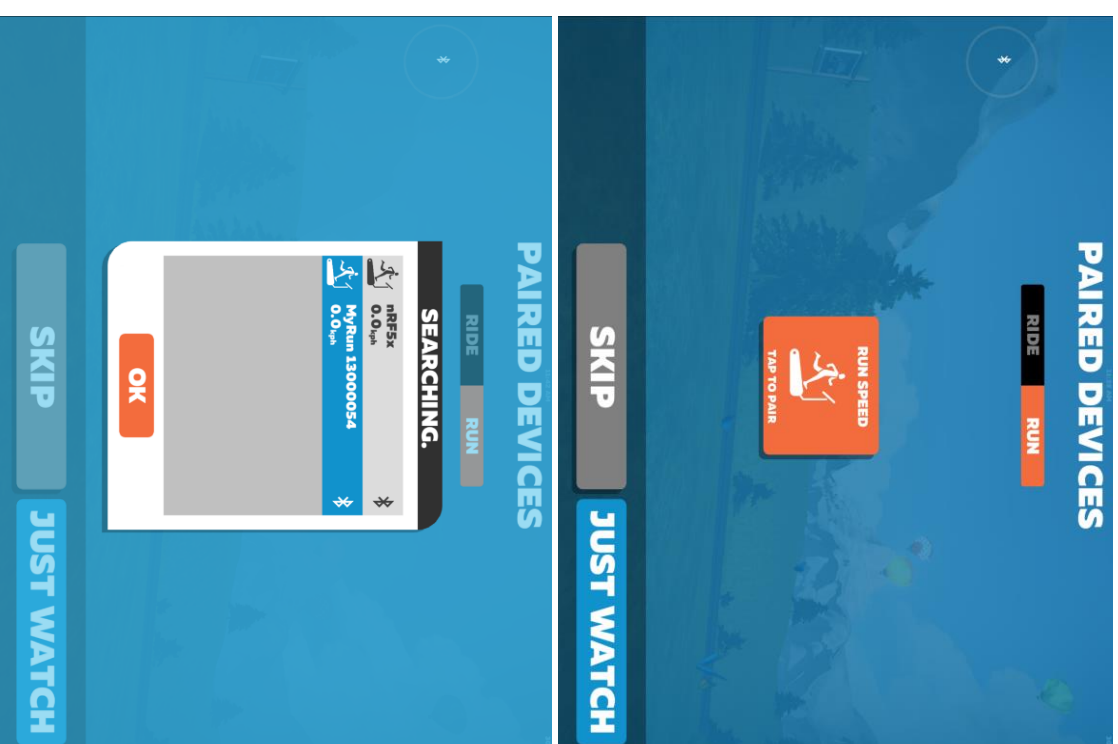 PAIRED DEVICES
RIDE RUN
SEARCHING.
nRF5x
0.0kph
MyRun 13000054
0.0kph
OK
SKIP
JUST WATCH
PAIRED DEVICES
RIDE RUN
RUN SPEED
TAP TO PAIR
SKIP
JUST WATCH